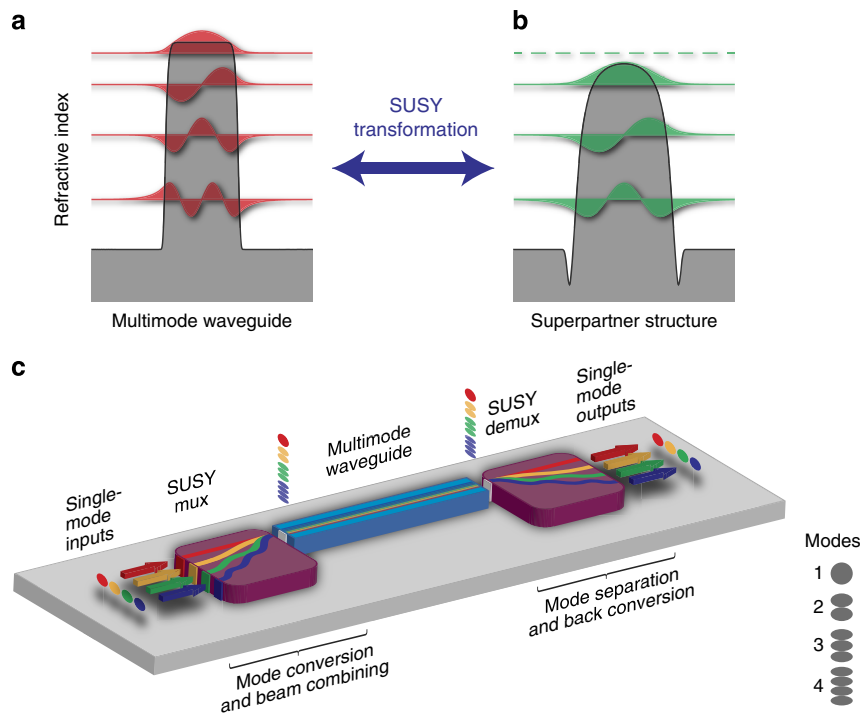 a
b
Refractive index
SUSY
transformation
Multimode waveguide
Superpartner structure
c
Single-
mode
inputs
SUSY
mux
Multimode
waveguide
SUSY
demux
Single-
mode
outputs
Mode conversion
and beam combining
Mode separation
and back conversion
Modes
1
2
3
4